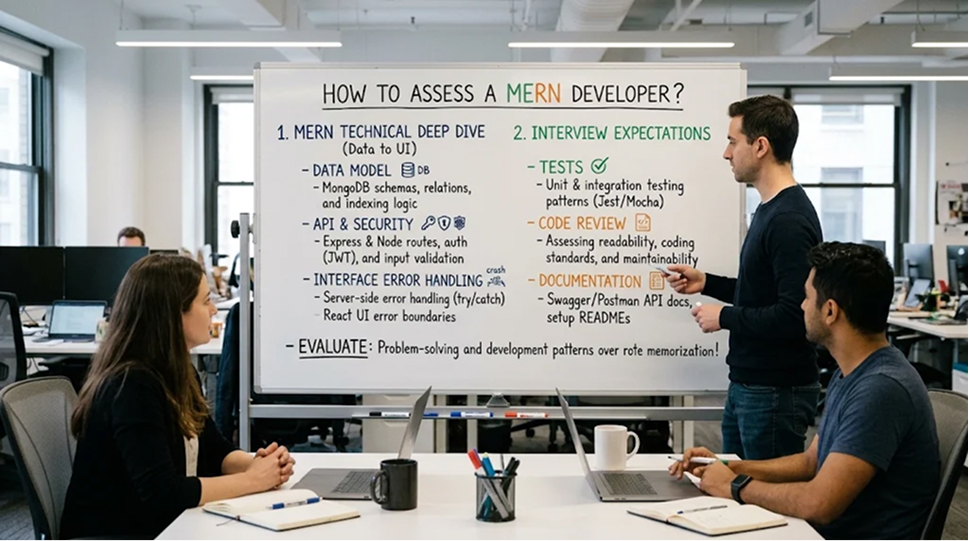 HOW TO ASSESS A MERN DEVELOPER?
1. MERN TECHNICAL DEEP DIVE
(Data to UI)
- DATA MODEL DB
- MongoDB schemas, relations,
and indexing logic
- API & SECURITY
- Express & Node routes, auth
(JWT), and input validation
- INTERFACE ERROR HANDLING crash
- Server-side error handling (try/catch)
- React UI error boundaries
2. INTERVIEW EXPECTATIONS
- TESTS
- Unit & integration testing
patterns (Jest/Mocha)
- CODE REVIEW
- Assessing readability, coding
standards, and maintainability
- DOCUMENTATION
- Swagger/Postman API docs,
setup READMEs
- EVALUATE: Problem-solving and development patterns over rote memorization!